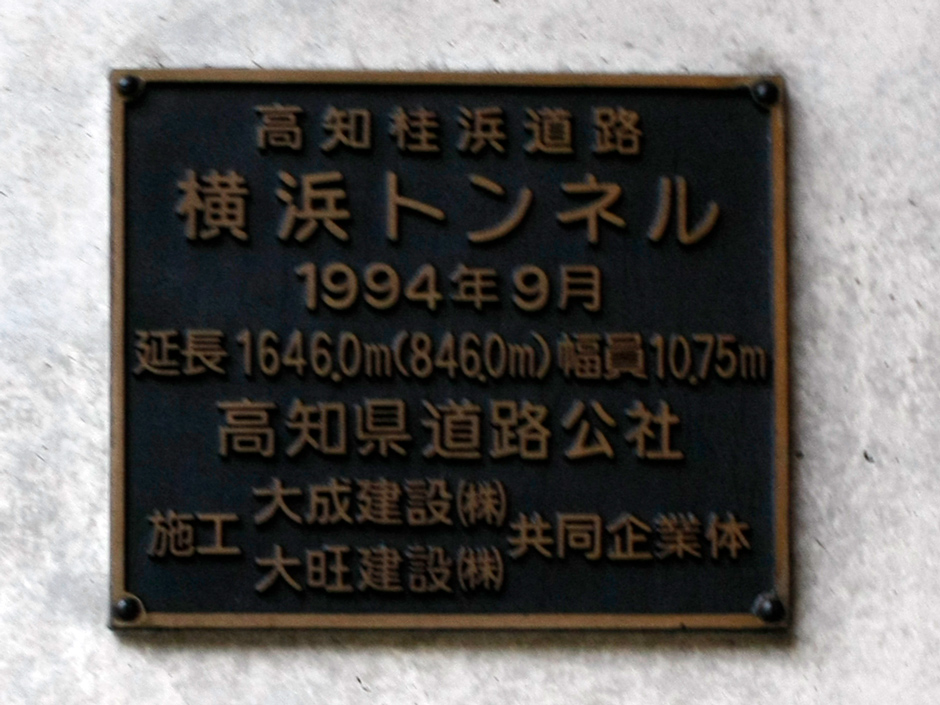 高知桂浜道路
横浜トンネル
1994年9月
延長1646.0m(846.0m)幅員10.75m
高知県道路公社
施工 大成建設㈱ 共同企業体
大旺建設㈱